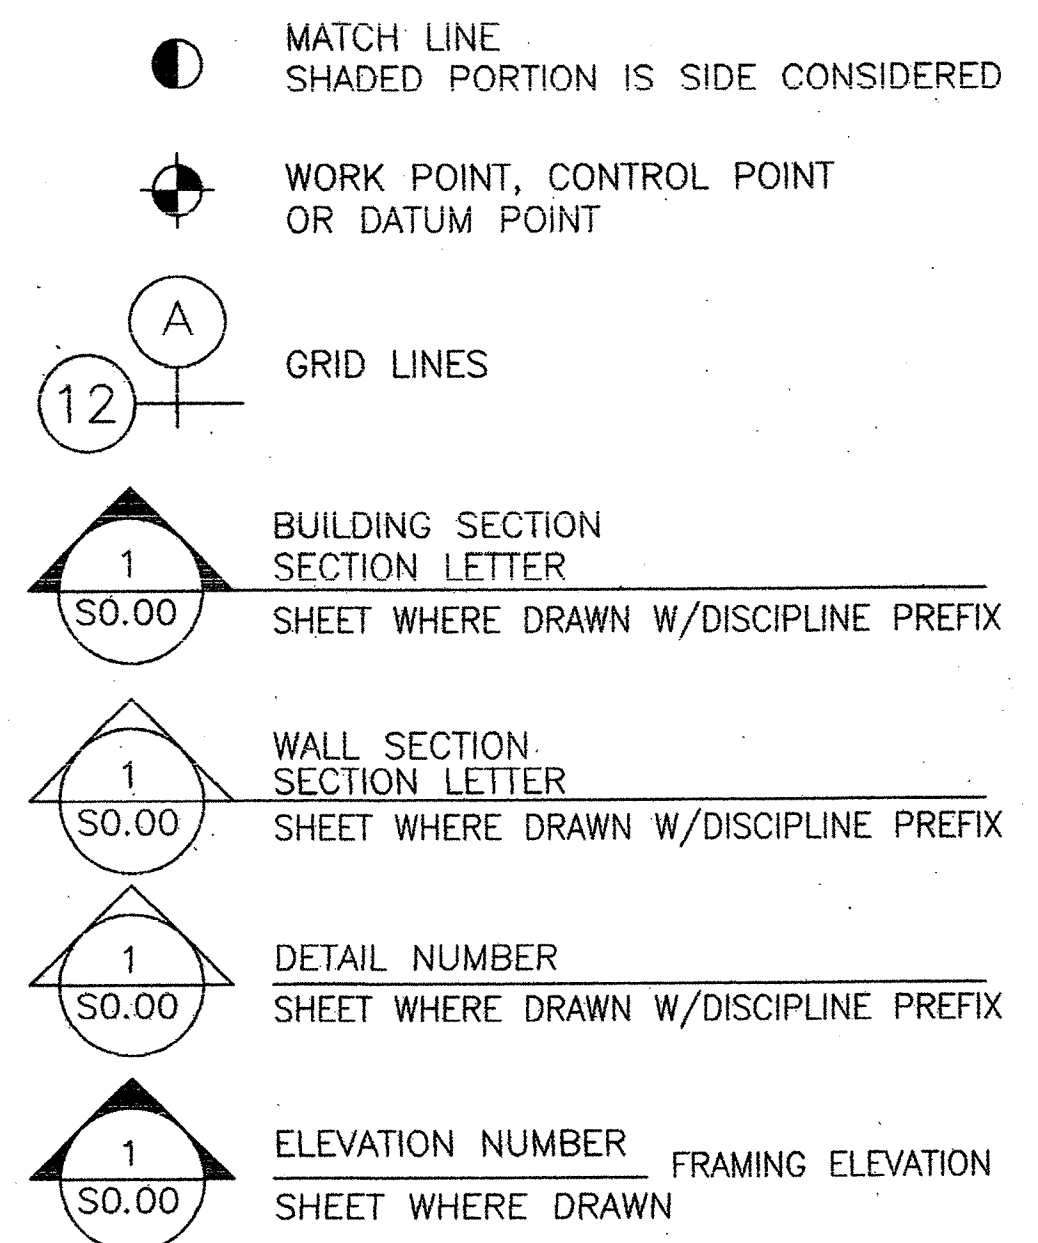 MATCH LINE
SHADED PORTION IS SIDE CONSIDERED
WORK POINT, CONTROL POINT
OR DATUM POINT
A
GRID LINES
12
BUILDING SECTION
1
SECTION LETTER
S0.00
SHEET WHERE DRAWN W/DISCIPLINE PREFIX
WALL SECTION
1
SECTION LETTER
S0.00
SHEET WHERE DRAWN W/DISCIPLINE PREFIX
1
DETAIL NUMBER
S0.00
SHEET WHERE DRAWN W/DISCIPLINE PREFIX
1
ELEVATION NUMBER
FRAMING ELEVATION
S0.00
SHEET WHERE DRAWN